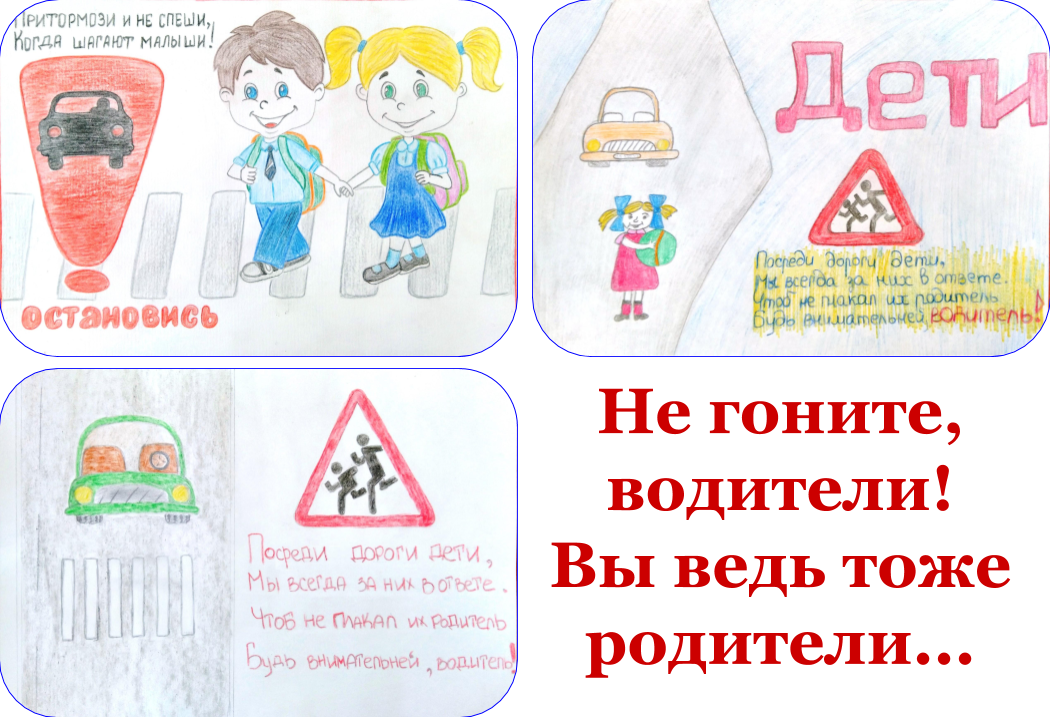 ПРИТОРМОЗИ И НЕ СПЕШИ,
КОГДА ШАГАЮТ МАЛЫШИ!
ОСТАНОВИСЬ
Дети
Посреди дороги дети,
Мы всегда за них в ответе.
Чтоб не плакал их родитель
Будь внимательней, водитель!
Посреди дороги дети,
Мы всегда за них в ответе.
Чтоб не плакал их родитель
Будь внимательней, водитель!
Не гоните,
водители!
Вы ведь тоже
родители...